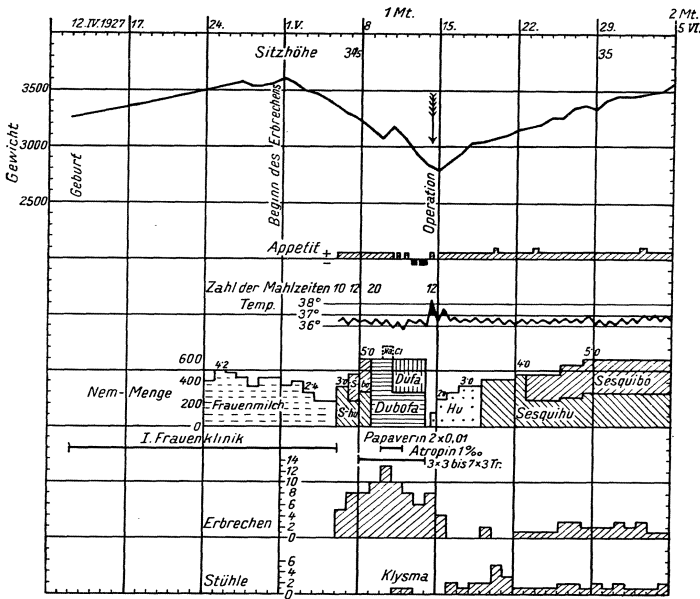 1 Mt. 2 Mt.
12.IV.1927 17. 24. 1.V. 8 15. 22. 29. 5 VI.
Sitzhöhe 34s 35
3500
3000
2500
Gewicht
Geburt
Beginn des Erbrechens
Operation
Appetit + −
Zahl der Mahlzeiten 10 12 20 12
Temp. 38°
37°
36°
600
400
200
0
Nem-Menge
4·2 2·4 3·0 5·0 2·0 3·0 4·0 5·0
Frauenmilch
S-hu
Dufa
Dubofa
Hu
Sesquibo
Sesquihu
I. Frauenklinik
Papaverin 2×0,01
Atropin 1‰
3×3 bis 7×3 Tr.
14
12
10
8
6
4
2
0
Erbrechen
6
4
2
0
Stühle
Klysma